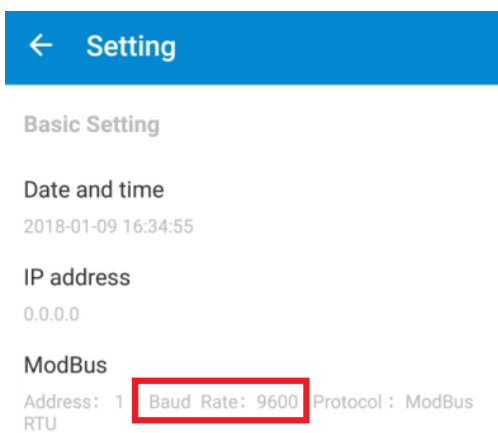 ← Setting
Basic Setting
Date and time
2018-01-09 16:34:55
IP address
0.0.0.0
ModBus
Address: 1 Baud Rate: 9600 Protocol : ModBus
RTU